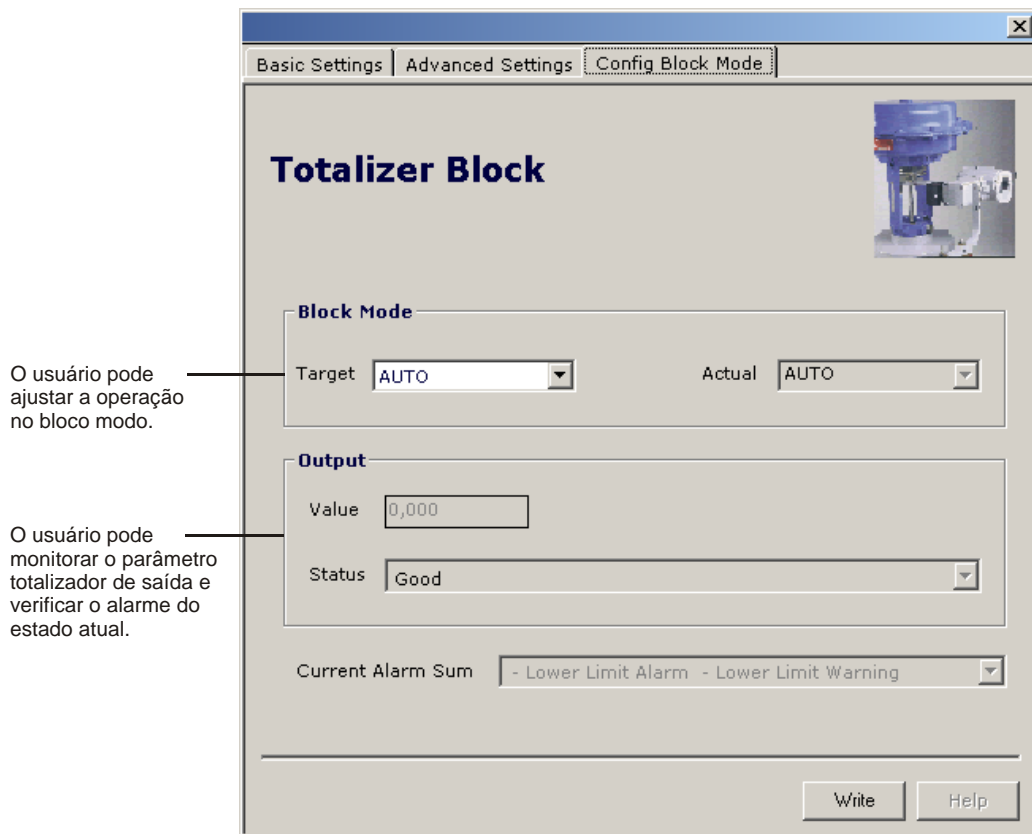 Basic Settings
Advanced Settings
Config Block Mode
Totalizer Block
Block Mode
Target
AUTO
Actual
AUTO
O usuário pode
ajustar a operação
no bloco modo.
Output
Value
0,000
Status
Good
O usuário pode
monitorar o parâmetro
totalizador de saída e
verificar o alarme do
estado atual.
Current Alarm Sum
- Lower Limit Alarm - Lower Limit Warning
Write
Help